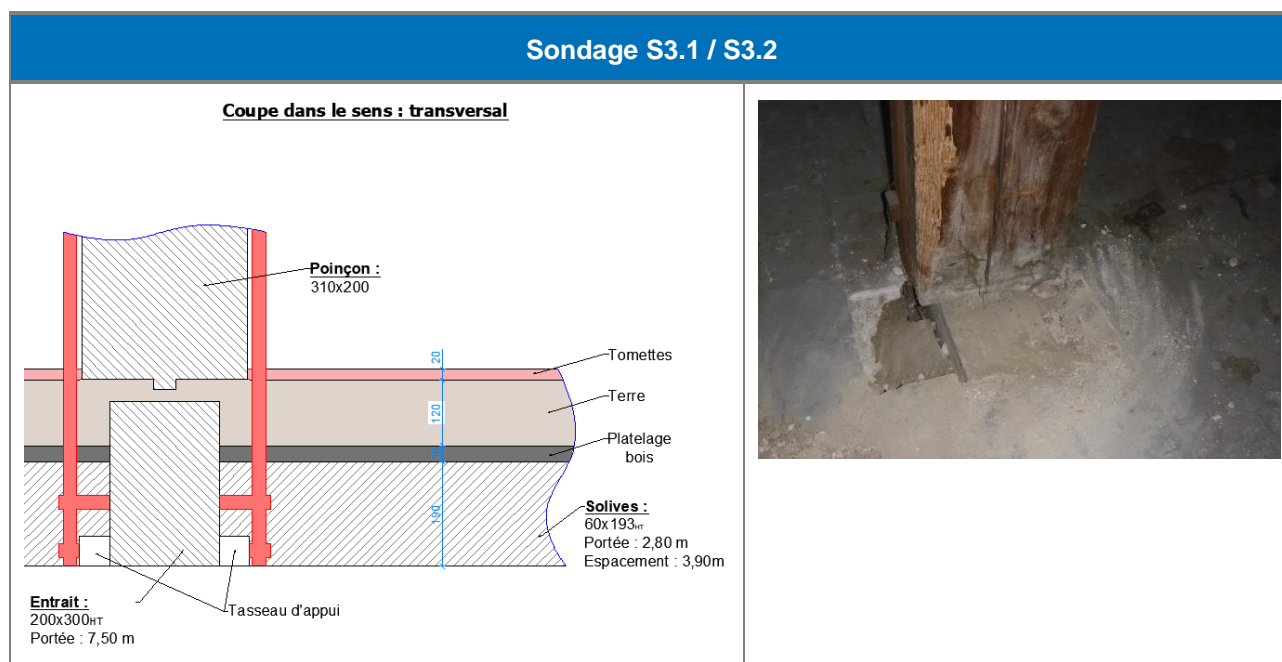 Sondage S3.1 / S3.2
Coupe dans le sens : transversal
Poinçon :
310x200
20
Tomettes
Terre
120
Platelage
bois
190
Solives :
60x193HT
Portée : 2,80 m
Espacement : 3,90m
Entrait :
200x300HT
Portée : 7,50 m
Tasseau d'appui